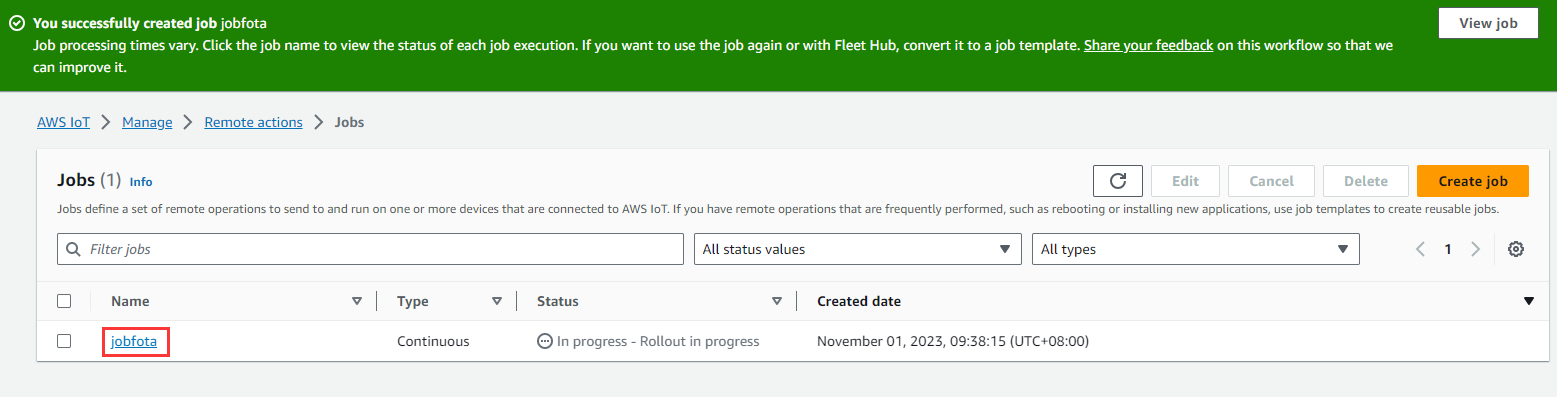 You successfully created job jobfota
View job
Job processing times vary. Click the job name to view the status of each job execution. If you want to use the job again or with Fleet Hub, convert it to a job template. Share your feedback on this workflow so that we
can improve it.
AWS IoT > Manage > Remote actions > Jobs
Jobs (1) Info
Edit
Cancel
Delete
Create job
Jobs define a set of remote operations to send to and run on one or more devices that are connected to AWS IoT. If you have remote operations that are frequently performed, such as rebooting or installing new applications, use job templates to create reusable jobs.
Filter jobs
All status values
All types
1
Name Type Status Created date
jobfota Continuous In progress - Rollout in progress November 01, 2023, 09:38:15 (UTC+08:00)